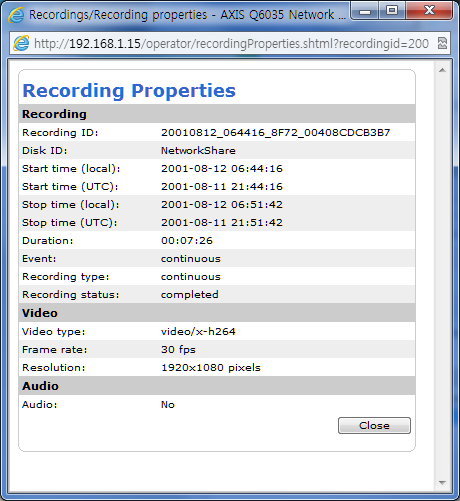 Recordings/Recording properties - AXIS Q6035 Network ...
http://192.168.1.15/operator/recordingProperties.shtml?recordingid=200
Recording Properties
Recording
Recording ID: 20010812_064416_8F72_00408CDCB3B7
Disk ID: NetworkShare
Start time (local): 2001-08-12 06:44:16
Start time (UTC): 2001-08-11 21:44:16
Stop time (local): 2001-08-12 06:51:42
Stop time (UTC): 2001-08-11 21:51:42
Duration: 00:07:26
Event: continuous
Recording type: continuous
Recording status: completed
Video
Video type: video/x-h264
Frame rate: 30 fps
Resolution: 1920x1080 pixels
Audio
Audio: No
Close